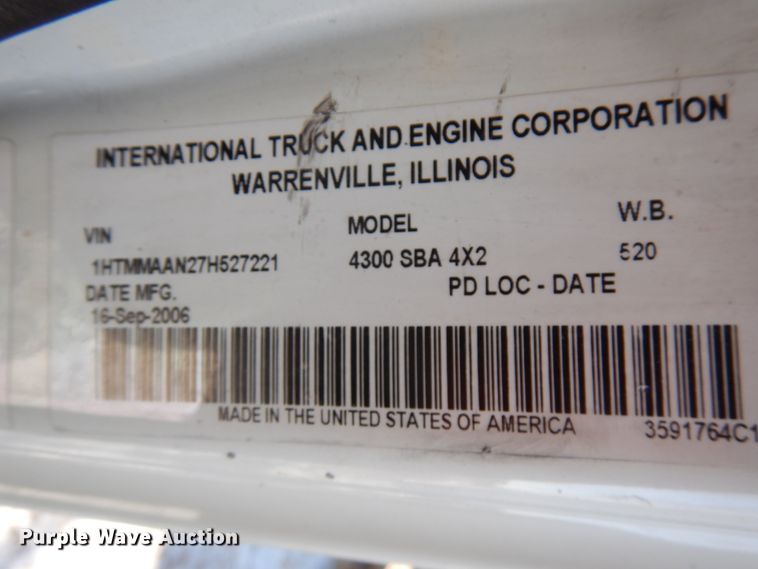 INTERNATIONAL TRUCK AND ENGINE CORPORATION
WARRENVILLE, ILLINOIS
VIN MODEL W.B.
1HTMMAAN27H527221 4300 SBA 4X2 520
DATE MFG. PD LOC - DATE
16-Sep-2006
MADE IN THE UNITED STATES OF AMERICA 3591764C1
Purple Wave Auction